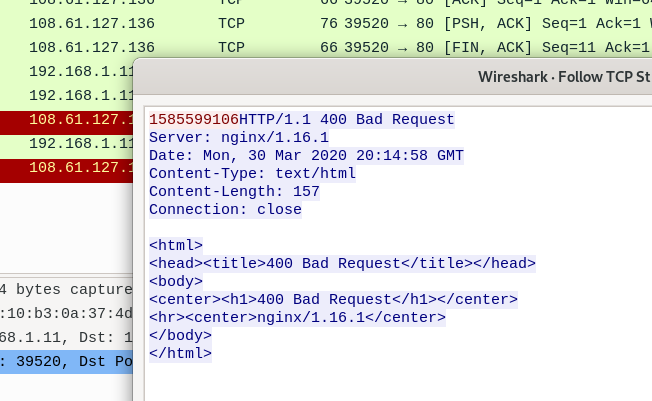 108.61.127.136 TCP 66 39520 → 80 [ACK] Seq=1 Ack=1 Win=64
108.61.127.136 TCP 76 39520 → 80 [PSH, ACK] Seq=1 Ack=1 W
108.61.127.136 TCP 66 39520 → 80 [FIN, ACK] Seq=11 Ack=1
192.168.1.11
192.168.1.11
108.61.127.1
192.168.1.11
108.61.127.1
Wireshark · Follow TCP St
1585599106HTTP/1.1 400 Bad Request
Server: nginx/1.16.1
Date: Mon, 30 Mar 2020 20:14:58 GMT
Content-Type: text/html
Content-Length: 157
Connection: close
<html>
<head><title>400 Bad Request</title></head>
<body>
<center><h1>400 Bad Request</h1></center>
<hr><center>nginx/1.16.1</center>
</body>
</html>
4 bytes capture
:10:b3:0a:37:4d
68.1.11, Dst: 1
: 39520, Dst Po